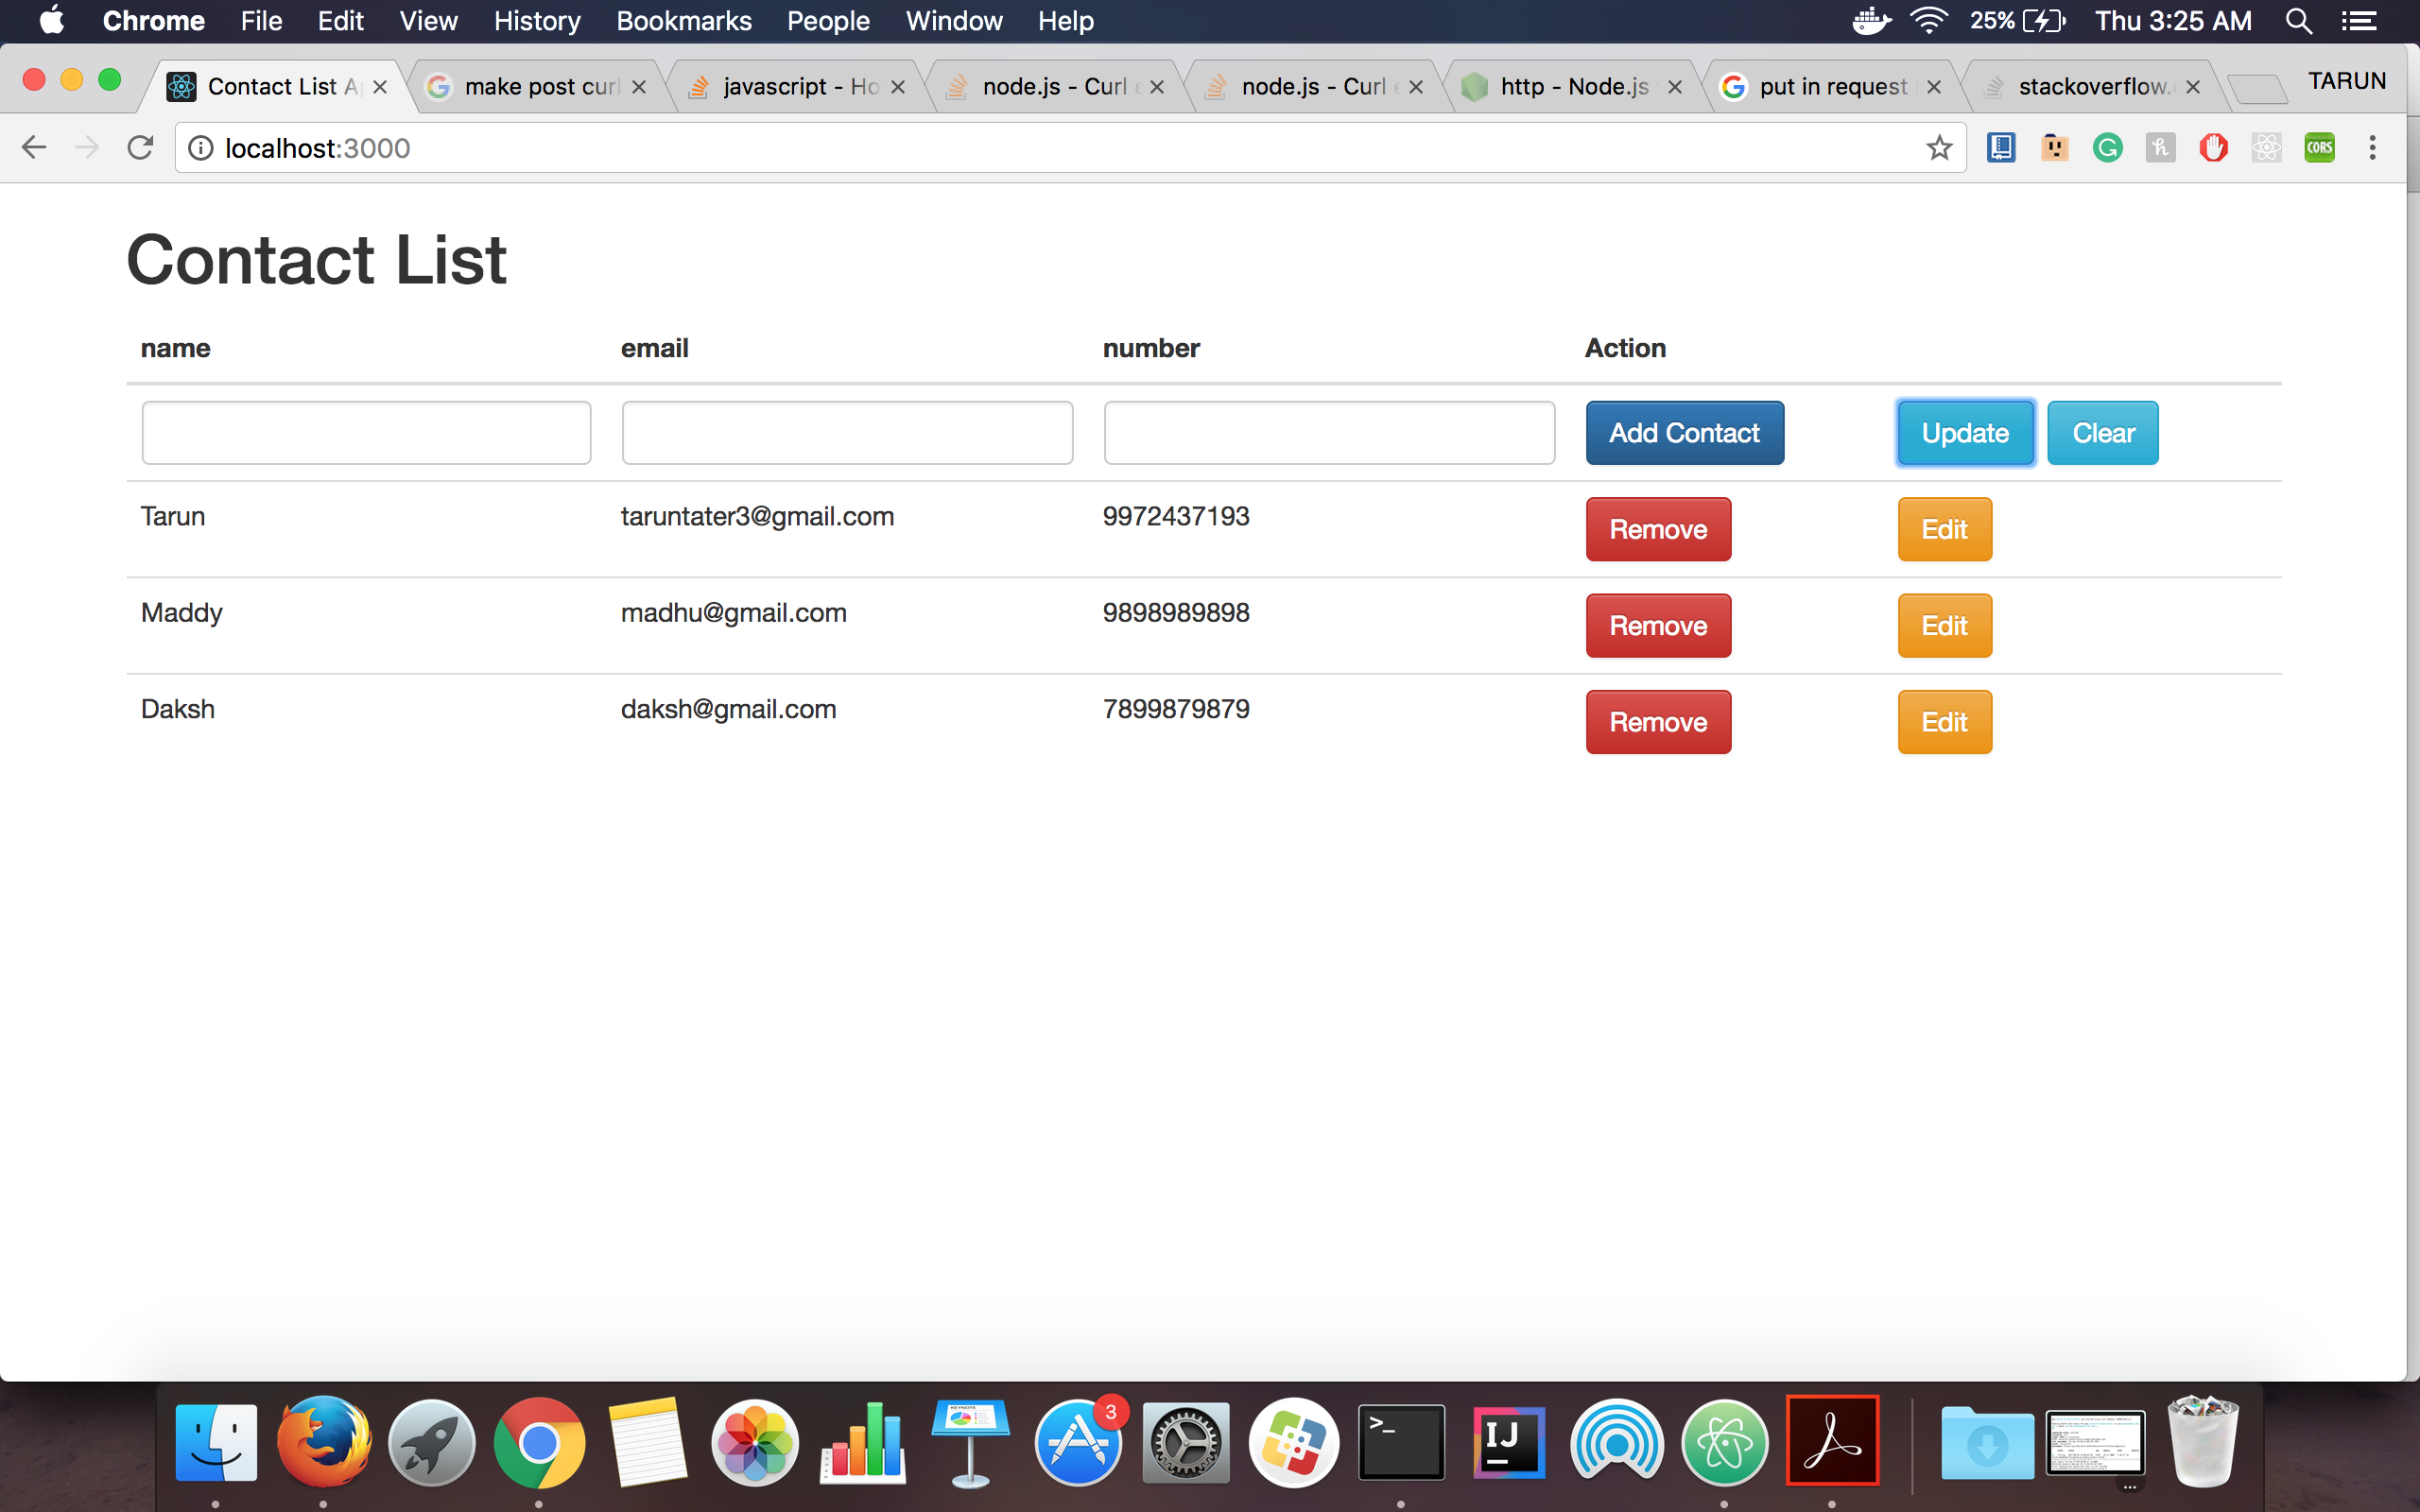 Chrome File Edit View History Bookmarks People Window Help 25% Thu 3:25 AM
Contact List A make post curl javascript - Ho node.js - Curl e node.js - Curl e http - Node.js put in request stackoverflow. TARUN
localhost:3000 CORS
Contact List
name email number Action
Add Contact Update Clear
Tarun taruntater3@gmail.com 9972437193 Remove Edit
Maddy madhu@gmail.com 9898989898 Remove Edit
Daksh daksh@gmail.com 7899879879 Remove Edit
KEYNOTE 3 >_ IJ